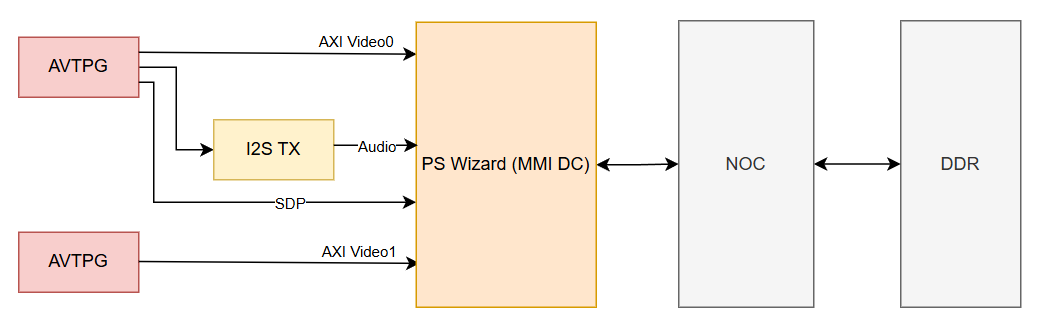 AXI Video0
AVTPG
I2S TX
Audio
PS Wizard (MMI DC)
NOC
DDR
SDP
AXI Video1
AVTPG